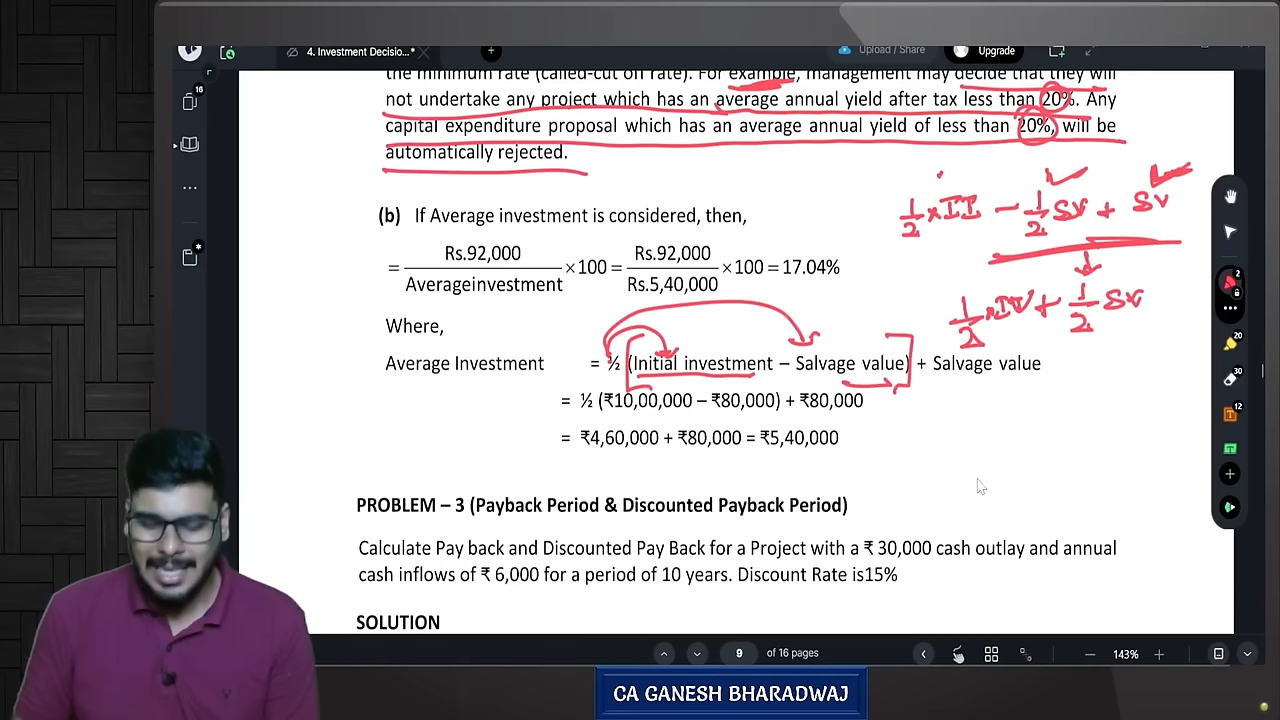 4. Investment Decisio...*
Upload / Share
Upgrade
16
the minimum rate (called-cut off rate). For example, management may decide that they will
not undertake any project which has an average annual yield after tax less than 20%. Any
capital expenditure proposal which has an average annual yield of less than 20%, will be
automatically rejected.
½ × II − ½ SV + SV
(b) If Average investment is considered, then,
= Rs.92,000 / Averageinvestment ×100 = Rs.92,000 / Rs.5,40,000 ×100 = 17.04%
½ × IV + ½ SV
Where,
Average Investment = ½ (Initial investment – Salvage value) + Salvage value
= ½ (₹10,00,000 – ₹80,000) + ₹80,000
= ₹4,60,000 + ₹80,000 = ₹5,40,000
PROBLEM – 3 (Payback Period & Discounted Payback Period)
Calculate Pay back and Discounted Pay Back for a Project with a ₹ 30,000 cash outlay and annual
cash inflows of ₹ 6,000 for a period of 10 years. Discount Rate is15%
SOLUTION
2
20
30
12
9 of 16 pages
143%
CA GANESH BHARADWAJ